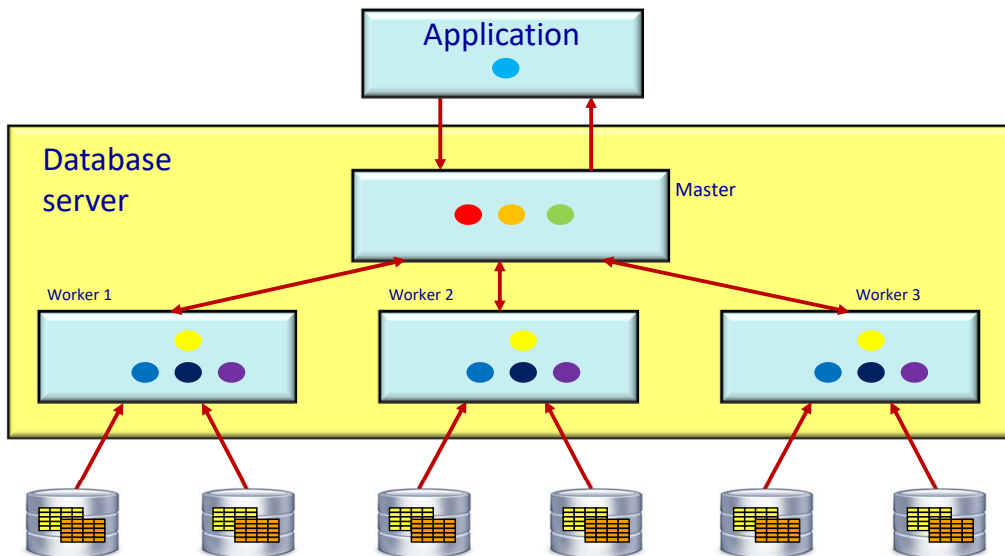 Application
Database
server
Master
Worker 1
Worker 2
Worker 3